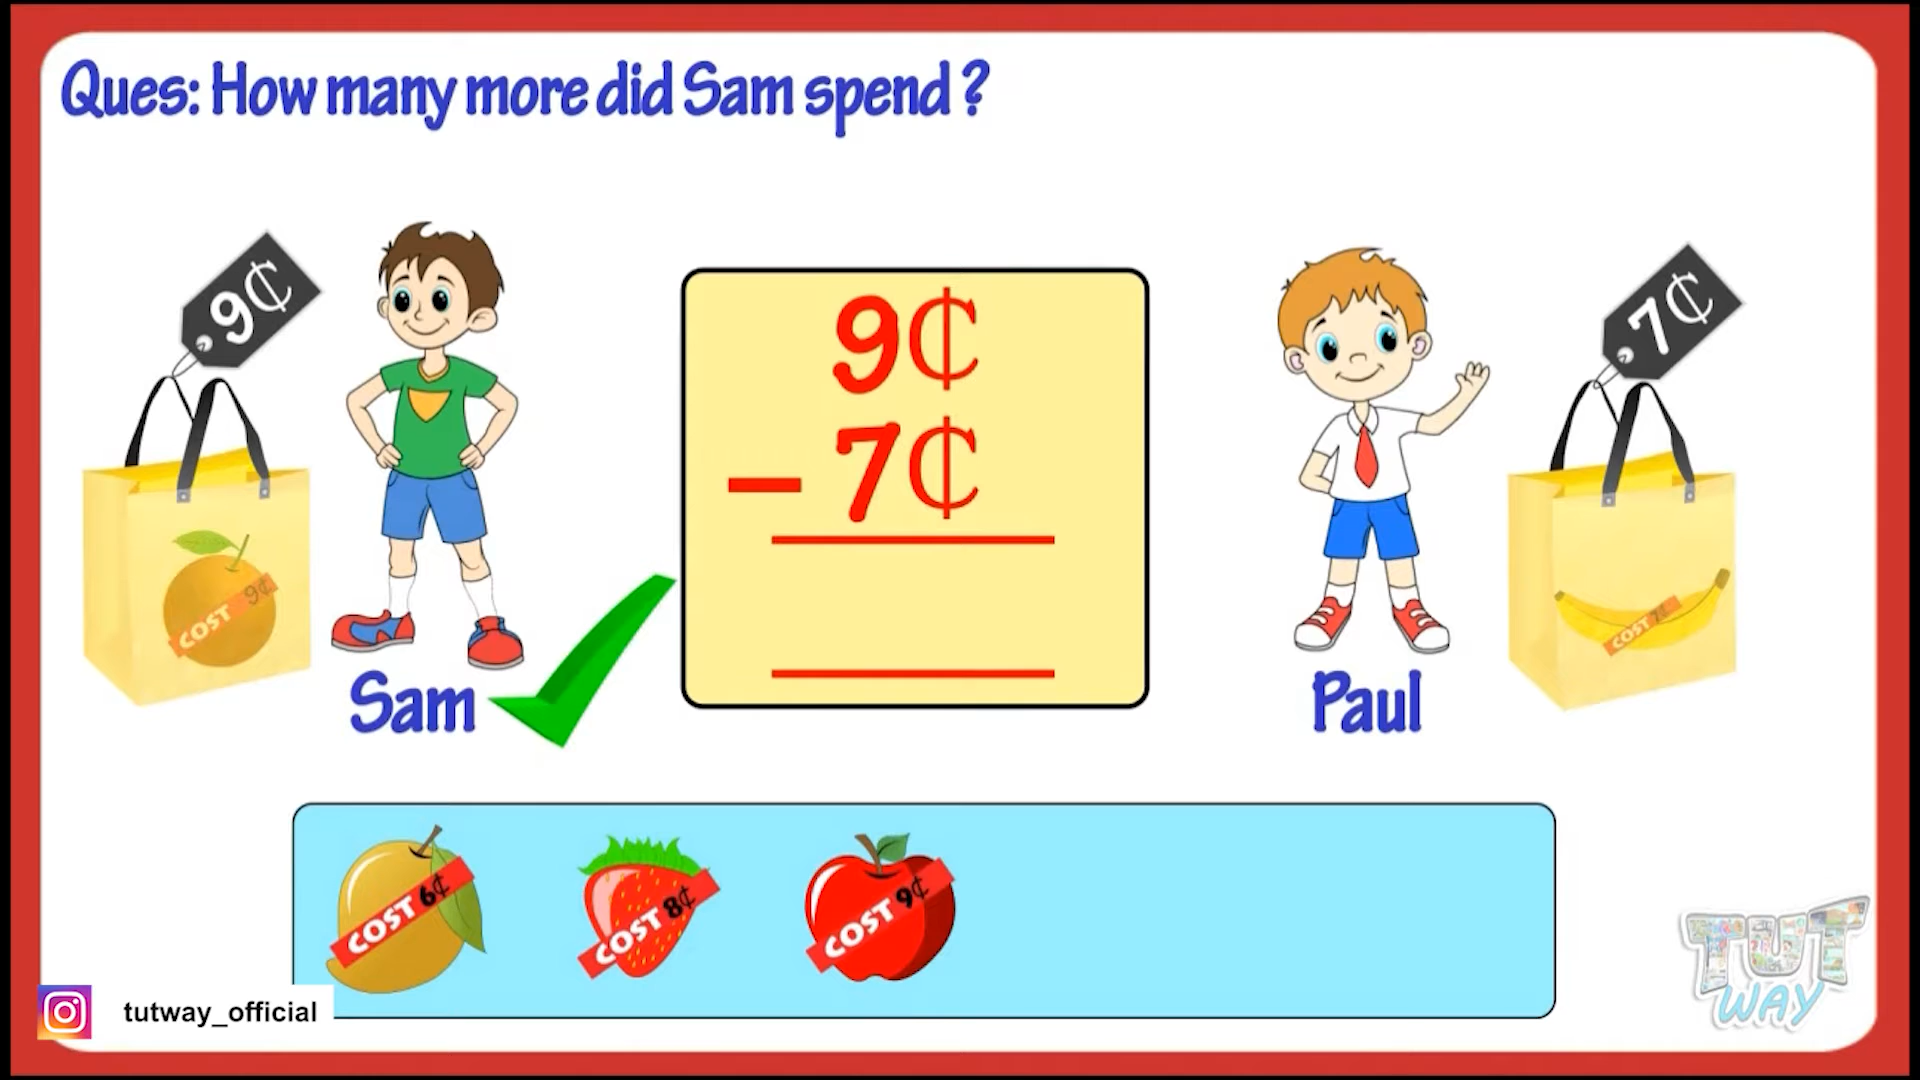 Ques: How many more did Sam spend ?
9₵
9₵
- 7₵
7₵
COST 9₵
COST 7₵
Sam
Paul
COST 6₵
COST 8₵
COST 9₵
TUT
WAY
tutway_official